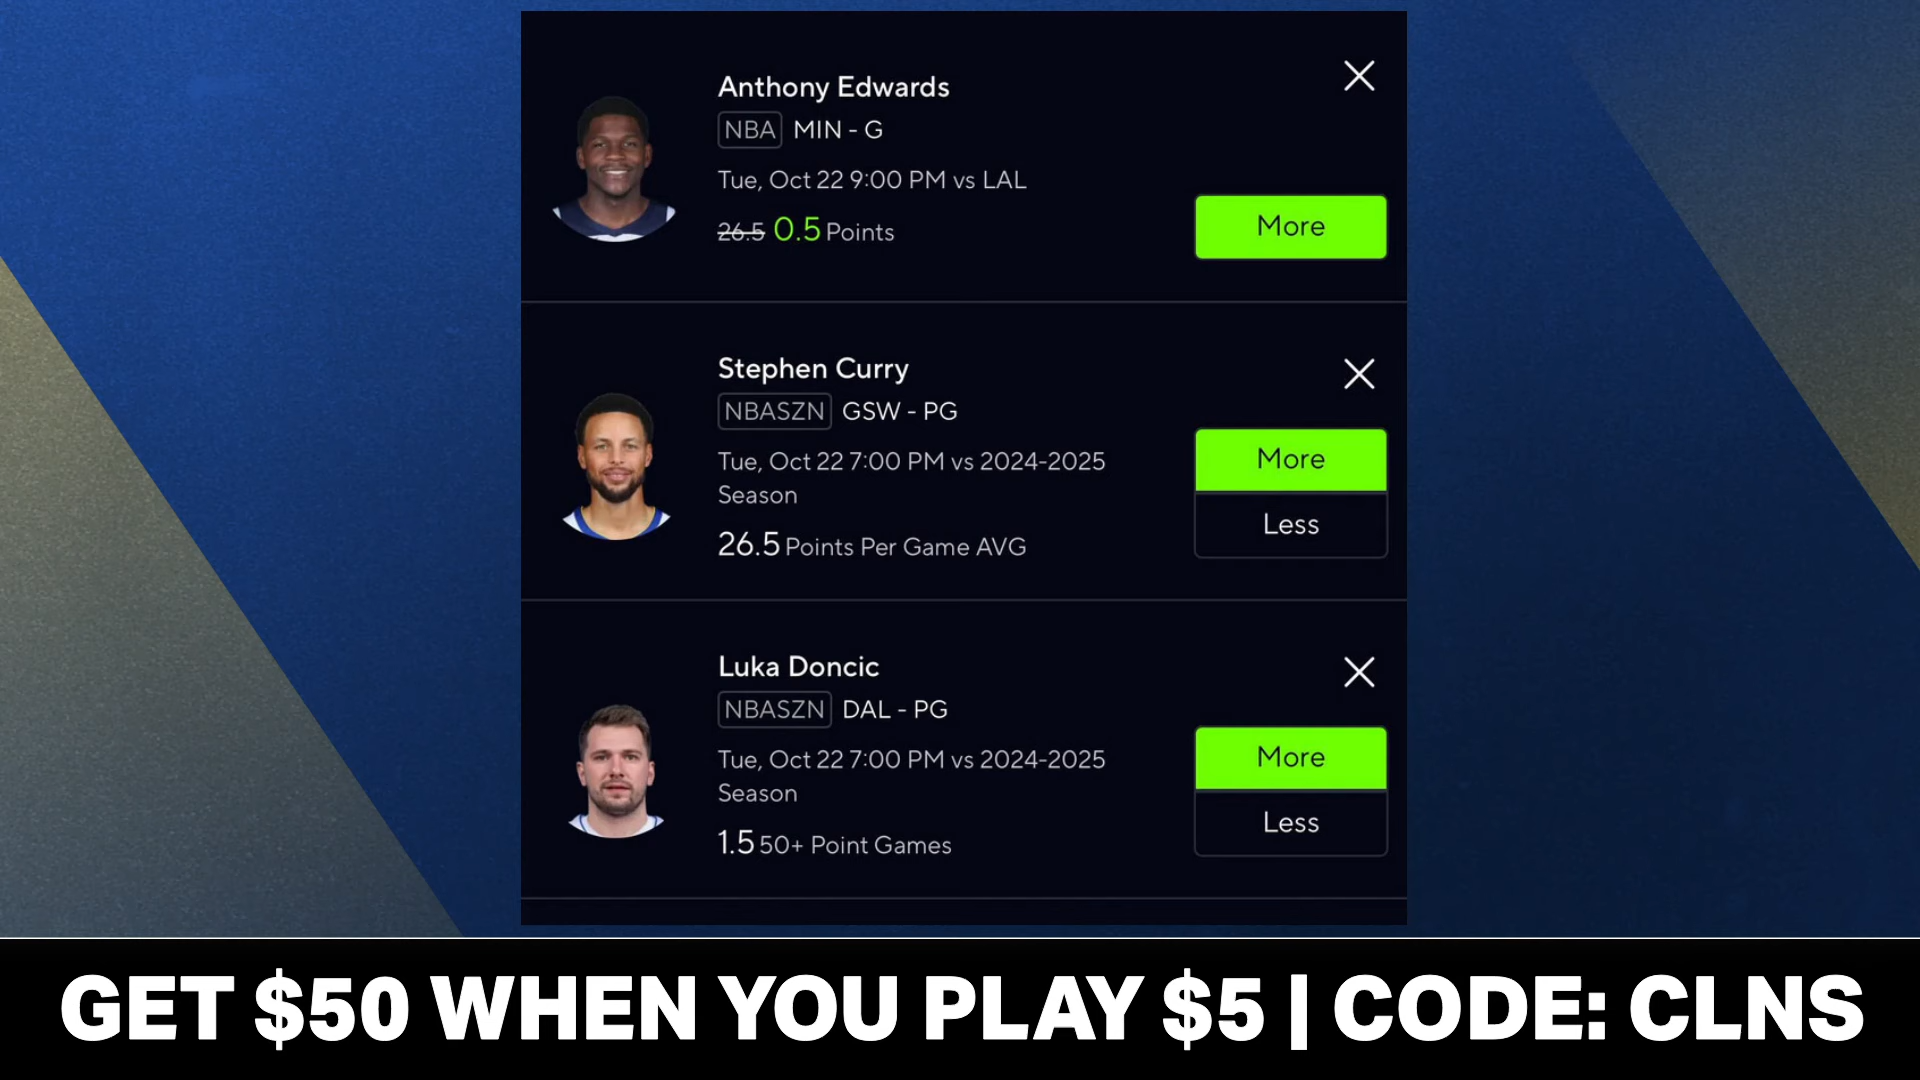 Anthony Edwards
NBA MIN - G
Tue, Oct 22 9:00 PM vs LAL
26.5 0.5 Points
More
Stephen Curry
NBASZN GSW - PG
Tue, Oct 22 7:00 PM vs 2024-2025
Season
26.5 Points Per Game AVG
More
Less
Luka Doncic
NBASZN DAL - PG
Tue, Oct 22 7:00 PM vs 2024-2025
Season
1.5 50+ Point Games
More
Less
GET $50 WHEN YOU PLAY $5 | CODE: CLNS